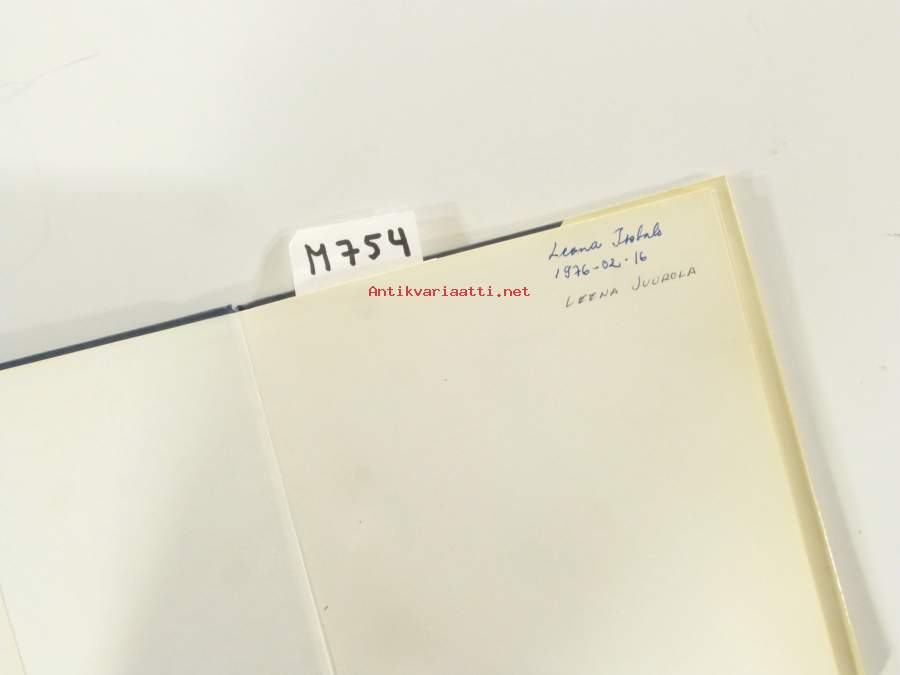 M754
Antikvariaatti.net
Leena
1976-02-16
LEENA JUUROLA